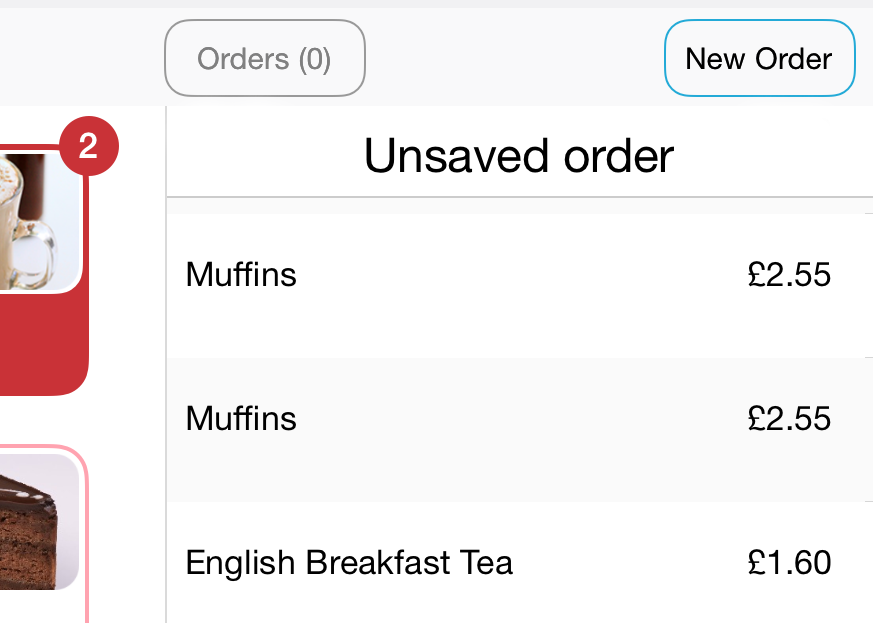 Orders (0)
New Order
2
Unsaved order
Muffins £2.55
Muffins £2.55
English Breakfast Tea £1.60